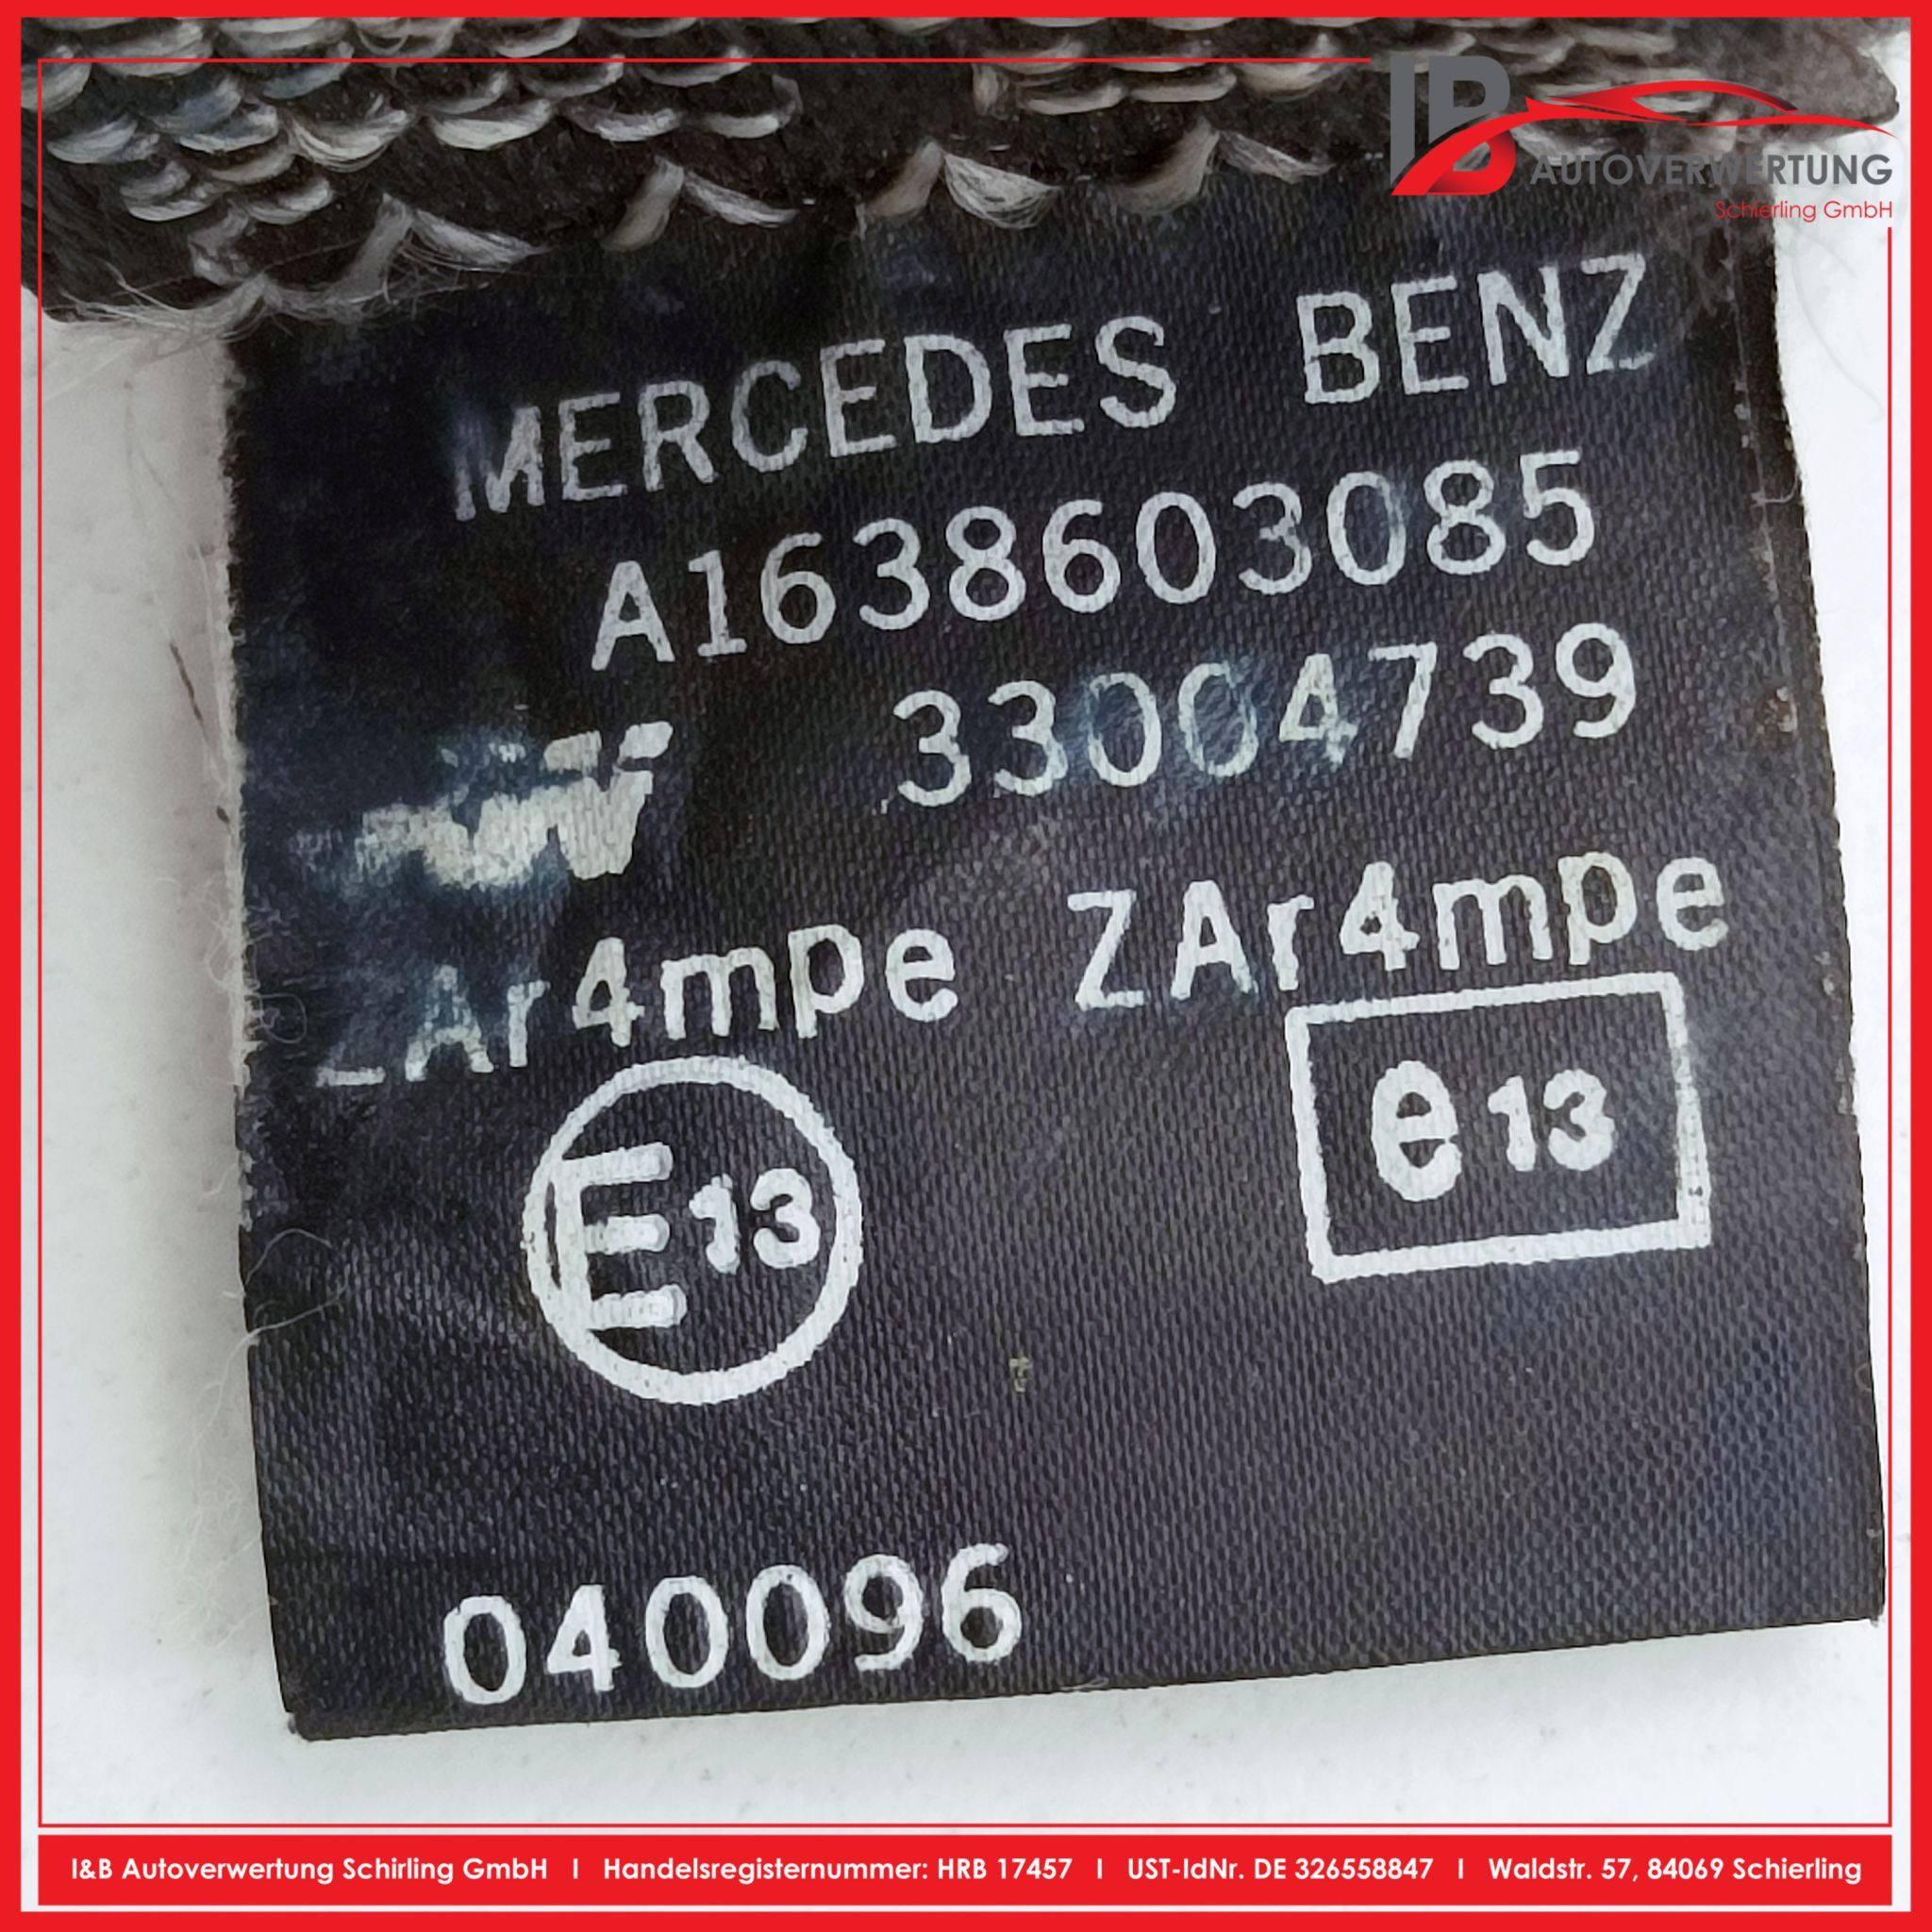 IB
AUTOVERWERTUNG
Schierling GmbH
MERCEDES BENZ
A1638603085
33004739
Ar4mpe ZAr4mpe
E13
e13
040096
I&B Autoverwertung Schirling GmbH I Handelsregisternummer: HRB 17457 I UST-IdNr. DE 326558847 I Waldstr. 57, 84069 Schierling